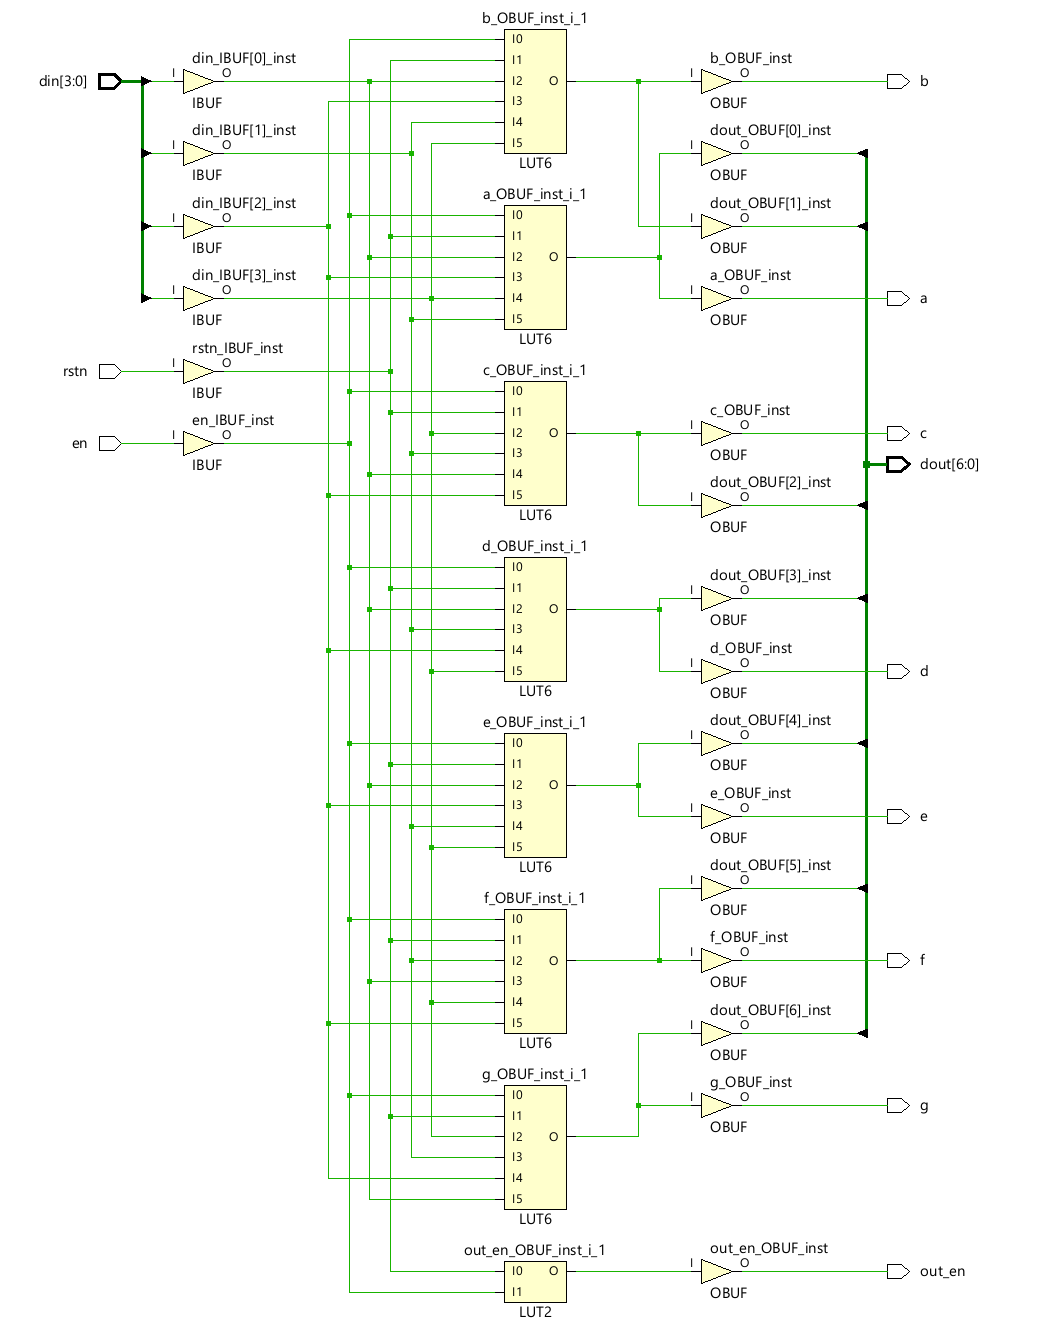 din[3:0]
din_IBUF[0]_inst
I
O
IBUF
din_IBUF[1]_inst
I
O
IBUF
din_IBUF[2]_inst
I
O
IBUF
din_IBUF[3]_inst
I
O
IBUF
rstn
rstn_IBUF_inst
I
O
IBUF
en
en_IBUF_inst
I
O
IBUF
b_OBUF_inst_i_1
I0
I1
I2
I3
I4
I5
O
LUT6
a_OBUF_inst_i_1
I0
I1
I2
I3
I4
I5
O
LUT6
c_OBUF_inst_i_1
I0
I1
I2
I3
I4
I5
O
LUT6
d_OBUF_inst_i_1
I0
I1
I2
I3
I4
I5
O
LUT6
e_OBUF_inst_i_1
I0
I1
I2
I3
I4
I5
O
LUT6
f_OBUF_inst_i_1
I0
I1
I2
I3
I4
I5
O
LUT6
g_OBUF_inst_i_1
I0
I1
I2
I3
I4
I5
O
LUT6
out_en_OBUF_inst_i_1
I0
I1
O
LUT2
b_OBUF_inst
I
O
OBUF
b
dout_OBUF[0]_inst
I
O
OBUF
dout_OBUF[1]_inst
I
O
OBUF
a_OBUF_inst
I
O
OBUF
a
c_OBUF_inst
I
O
OBUF
c
dout[6:0]
dout_OBUF[2]_inst
I
O
OBUF
dout_OBUF[3]_inst
I
O
OBUF
d_OBUF_inst
I
O
OBUF
d
dout_OBUF[4]_inst
I
O
OBUF
e_OBUF_inst
I
O
OBUF
e
dout_OBUF[5]_inst
I
O
OBUF
f_OBUF_inst
I
O
OBUF
f
dout_OBUF[6]_inst
I
O
OBUF
g_OBUF_inst
I
O
OBUF
g
out_en_OBUF_inst
I
O
OBUF
out_en